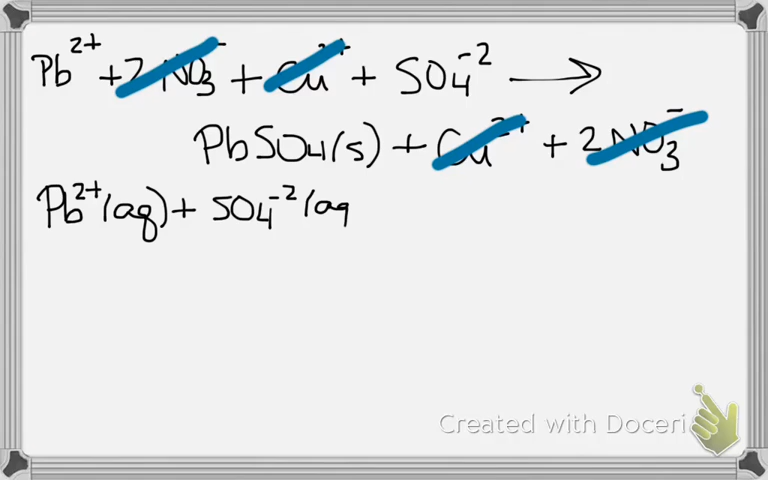 Pb²⁺ + 2 NO₃⁻ + Cu²⁺ + SO₄⁻² ⟶
PbSO₄(s) + Cu²⁺ + 2 NO₃⁻
Pb²⁺(aq) + SO₄⁻²(aq
Created with Doceri